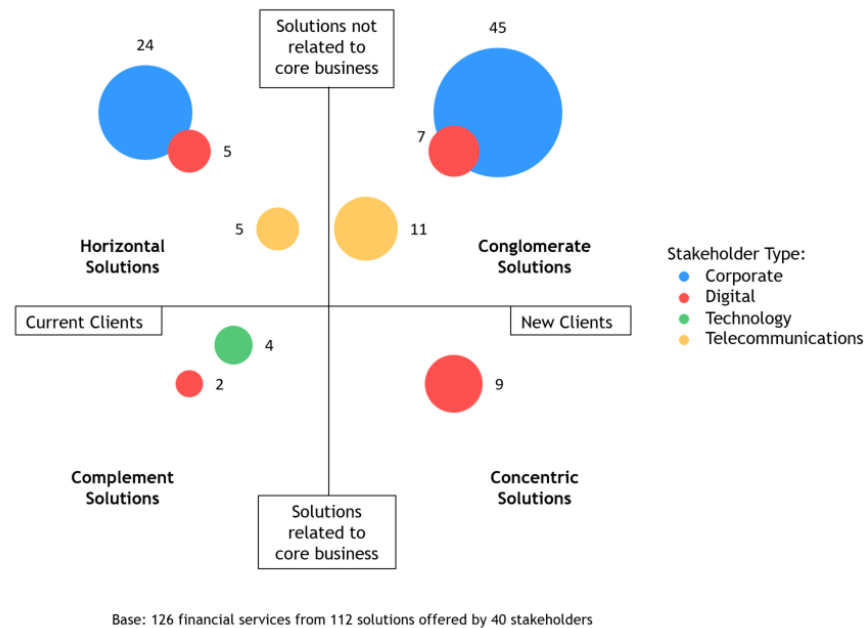 Solutions not
related to
core business
24
45
5
7
5
11
Horizontal
Solutions
Conglomerate
Solutions
Stakeholder Type:
Corporate
Digital
Technology
Telecommunications
Current Clients
New Clients
4
2
9
Complement
Solutions
Concentric
Solutions
Solutions
related to
core business
Base: 126 financial services from 112 solutions offered by 40 stakeholders